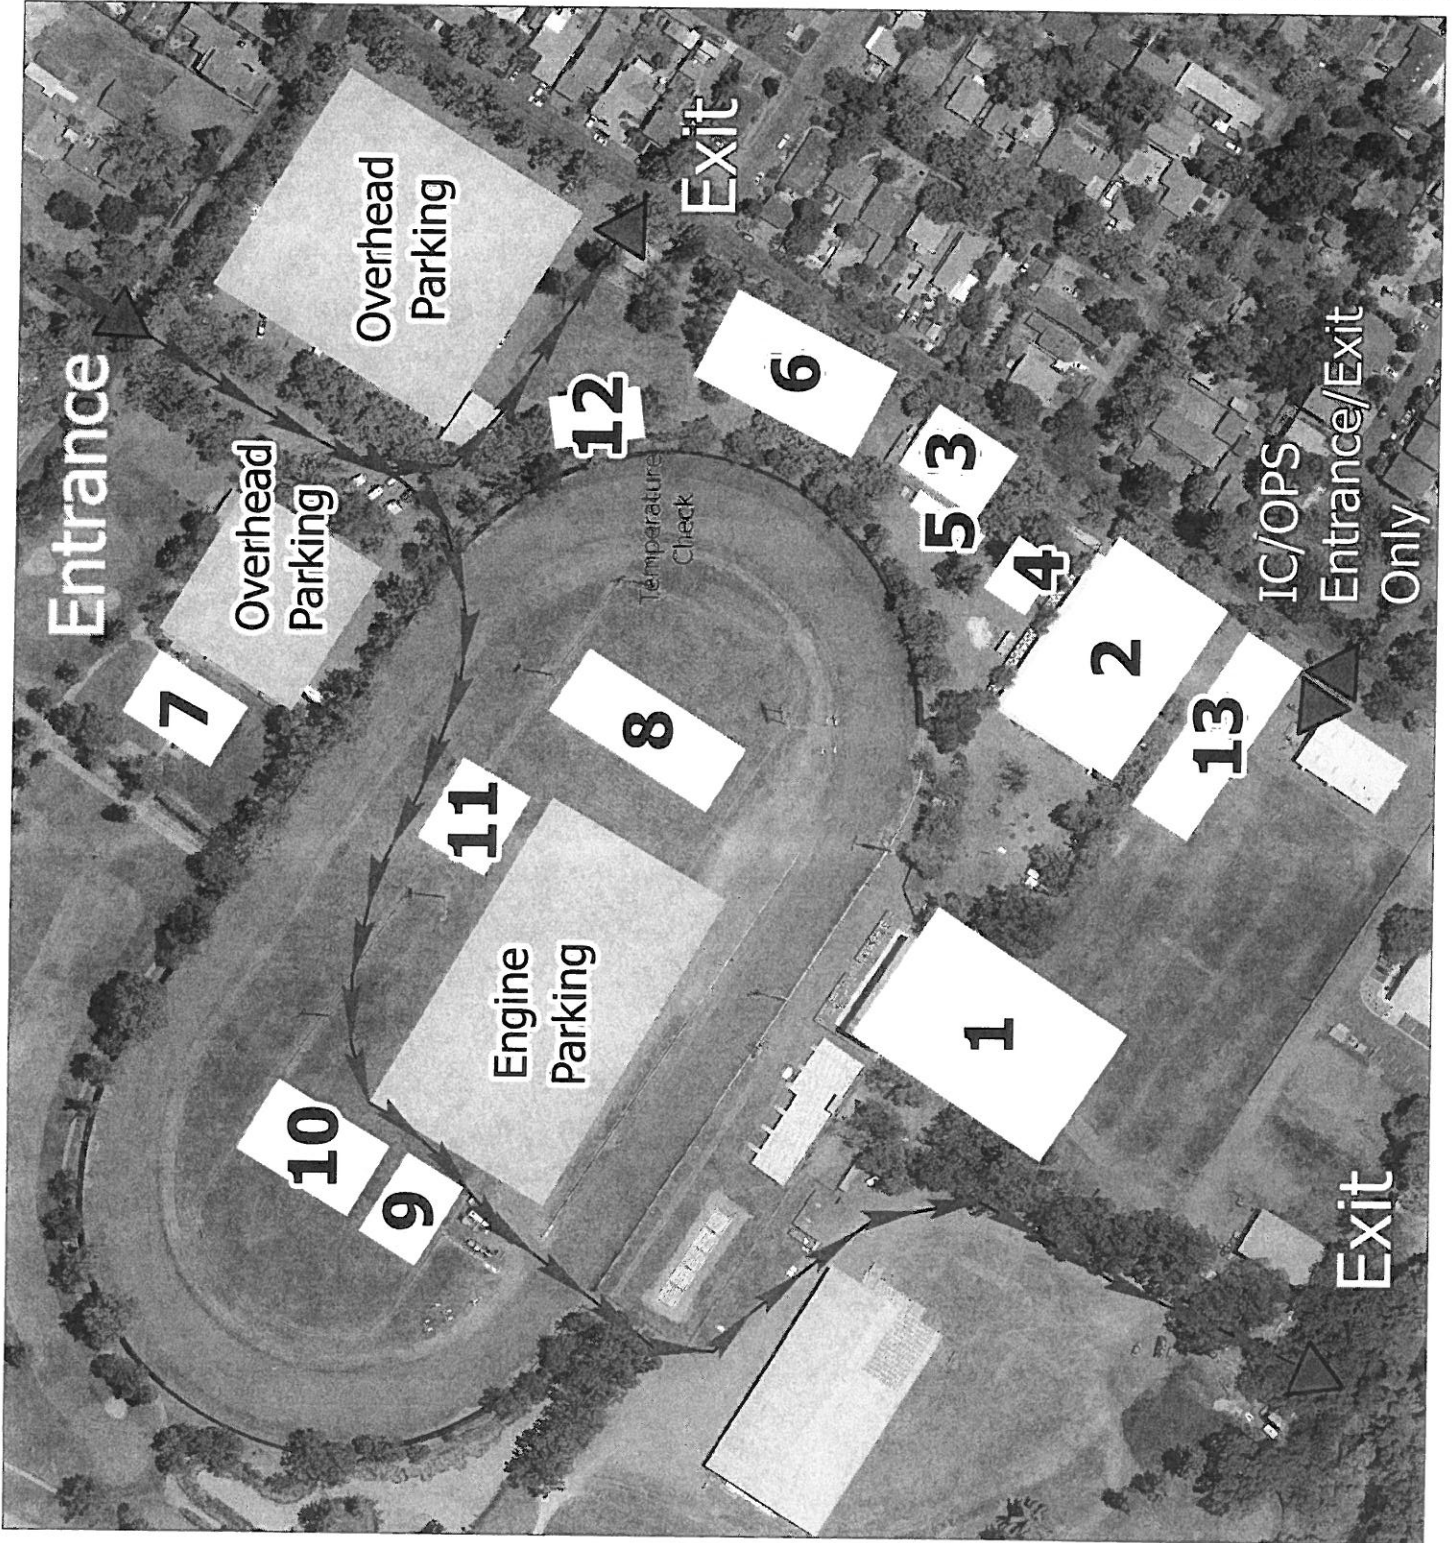 Entrance
7
Overhead
Parking
10
Overhead
Parking
9
11
Engine
Parking
12
8
Temperature
Check
Exit
6
5
3
1
4
2
13
IC/OPS
Entrance/Exit
Only
Exit